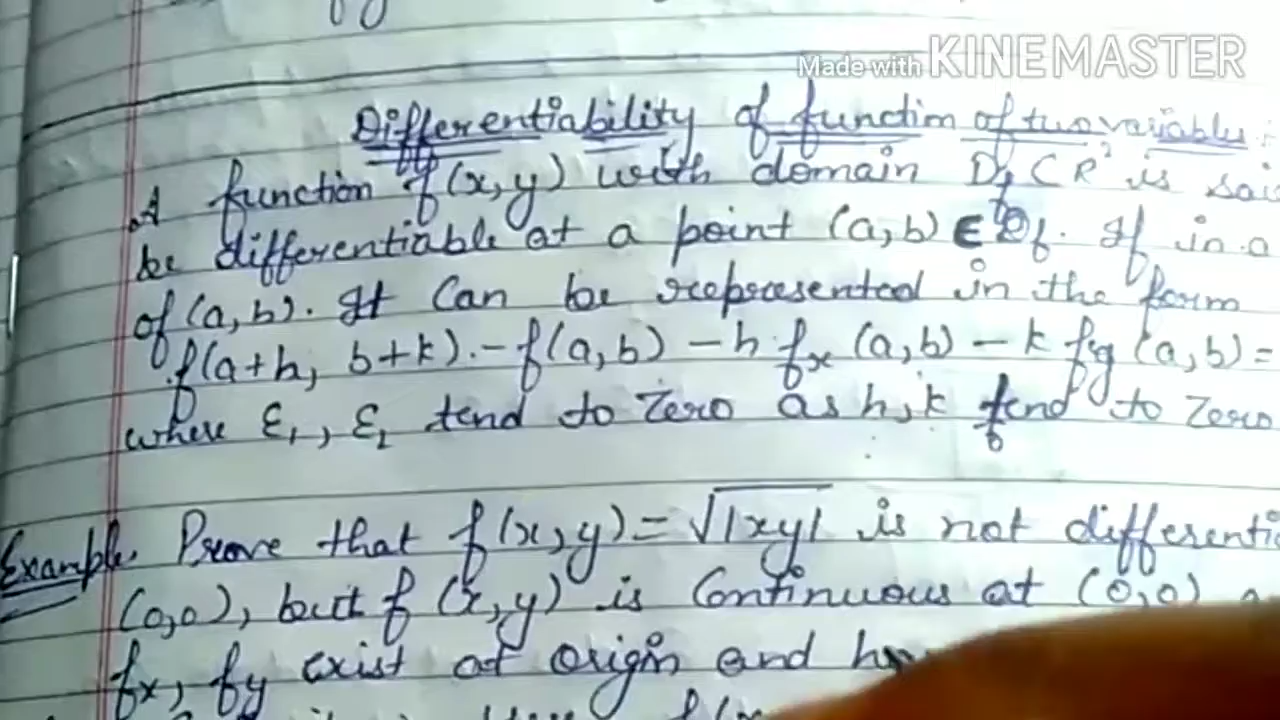 Made with KINEMASTER
Differentiability of function of two variables
A function f(x,y) with domain Df ⊂ R² is said
be differentiable at a point (a,b) ∈ Df. If in a
of (a,b). It Can be represented in the form
f(a+h, b+k).-f(a,b) -h.fx (a,b) - k fy (a,b) =
where ε1, ε2 tend to Zero as h, k tend to Zero
Example. Prove that f(x,y) = √|xy| is not differenti
(0,0), but f (x,y) is Continuous at (0,0)
fx, fy exist at origin and